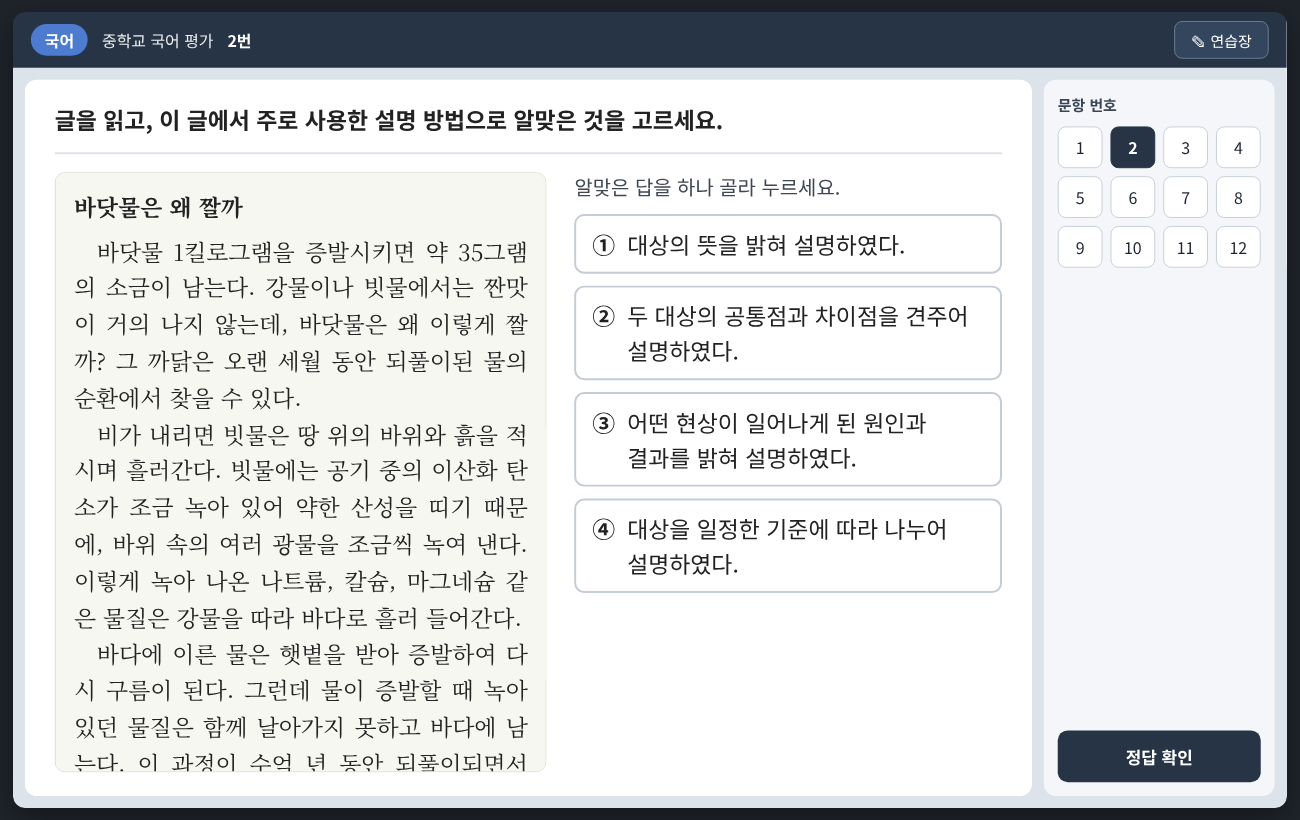 국어 중학교 국어 평가 2번
✎ 연습장
글을 읽고, 이 글에서 주로 사용한 설명 방법으로 알맞은 것을 고르세요.
바닷물은 왜 짤까
바닷물 1킬로그램을 증발시키면 약 35그램
의 소금이 남는다. 강물이나 빗물에서는 짠맛
이 거의 나지 않는데, 바닷물은 왜 이렇게 짤
까? 그 까닭은 오랜 세월 동안 되풀이된 물의
순환에서 찾을 수 있다.
비가 내리면 빗물은 땅 위의 바위와 흙을 적
시며 흘러간다. 빗물에는 공기 중의 이산화 탄
소가 조금 녹아 있어 약한 산성을 띠기 때문
에, 바위 속의 여러 광물을 조금씩 녹여 낸다.
이렇게 녹아 나온 나트륨, 칼슘, 마그네슘 같
은 물질은 강물을 따라 바다로 흘러 들어간다.
바다에 이른 물은 햇볕을 받아 증발하여 다
시 구름이 된다. 그런데 물이 증발할 때 녹아
있던 물질은 함께 날아가지 못하고 바다에 남
는다. 이 과정이 수억 년 동안 되풀이되면서
알맞은 답을 하나 골라 누르세요.
① 대상의 뜻을 밝혀 설명하였다.
② 두 대상의 공통점과 차이점을 견주어
설명하였다.
③ 어떤 현상이 일어나게 된 원인과
결과를 밝혀 설명하였다.
④ 대상을 일정한 기준에 따라 나누어
설명하였다.
문항 번호
1 2 3 4
5 6 7 8
9 10 11 12
정답 확인